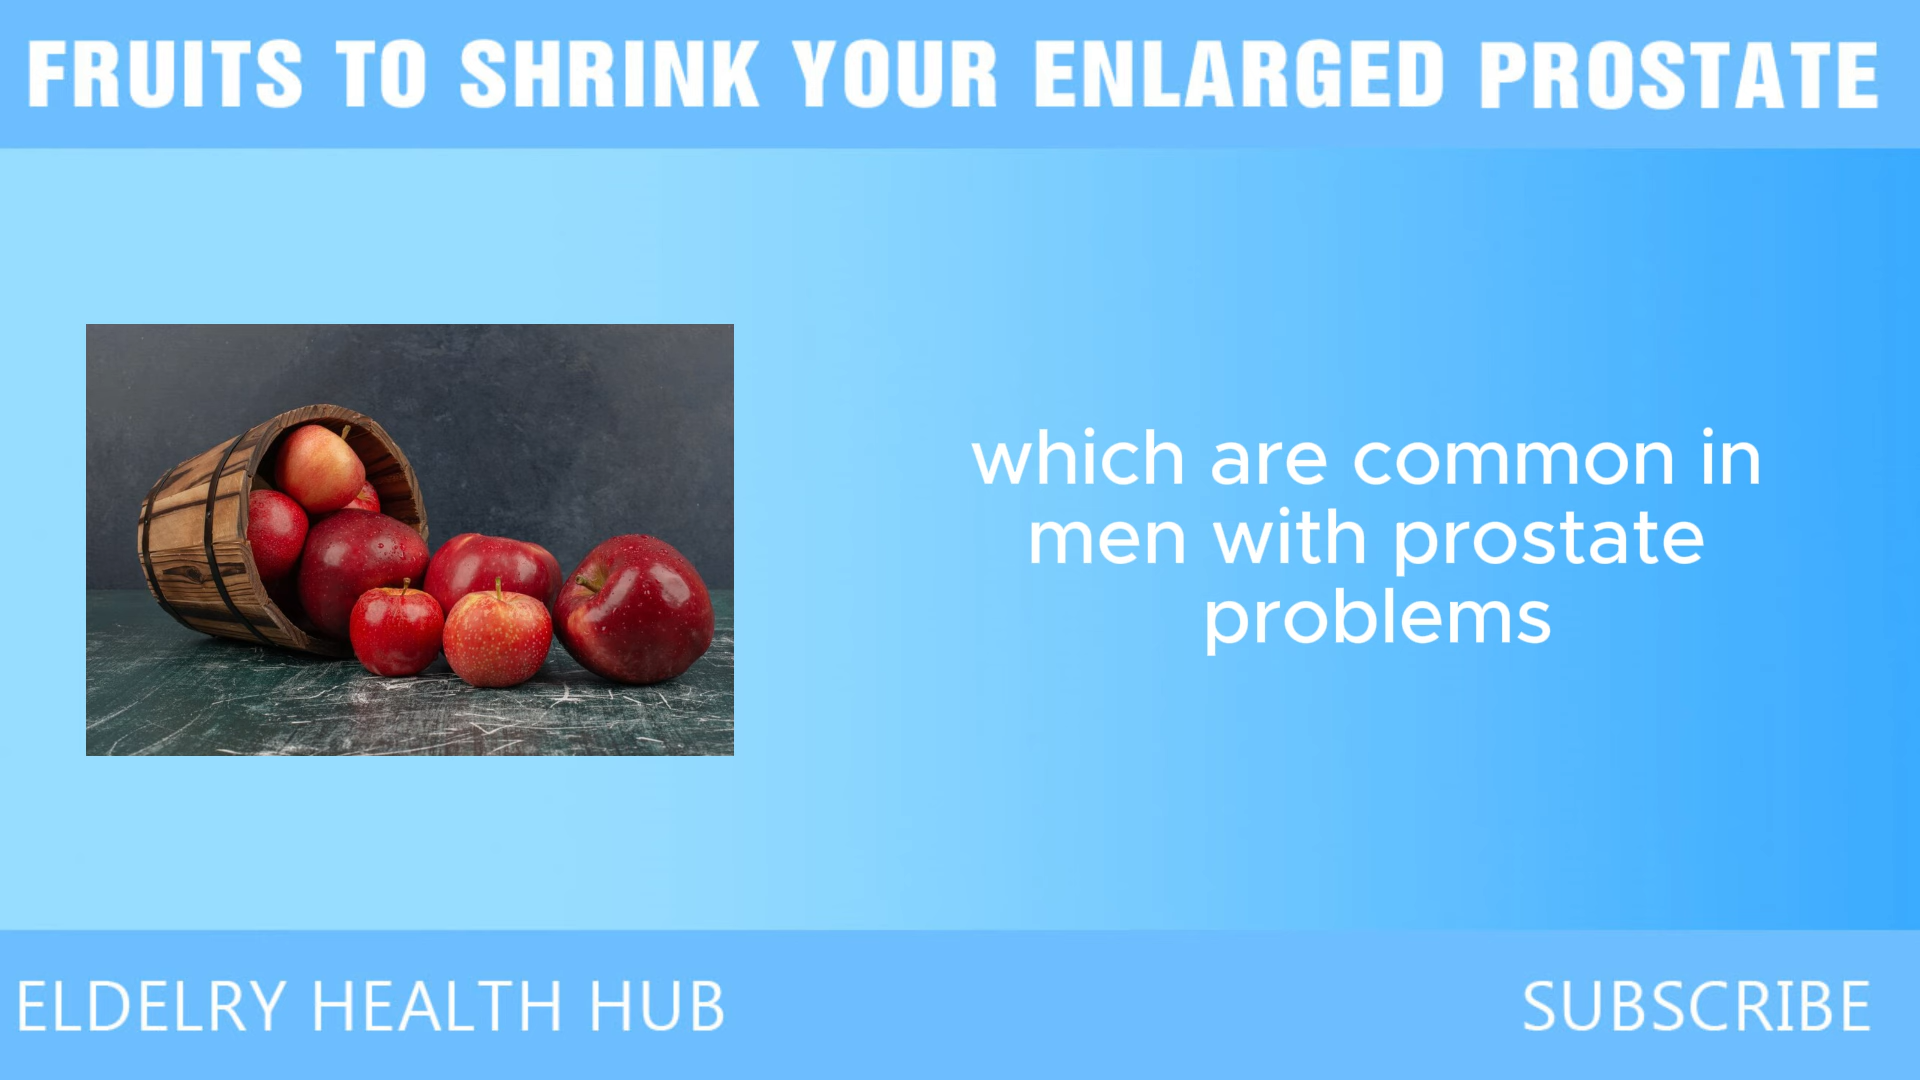 FRUITS TO SHRINK YOUR ENLARGED PROSTATE
which are common in
men with prostate
problems
ELDELRY HEALTH HUB
SUBSCRIBE